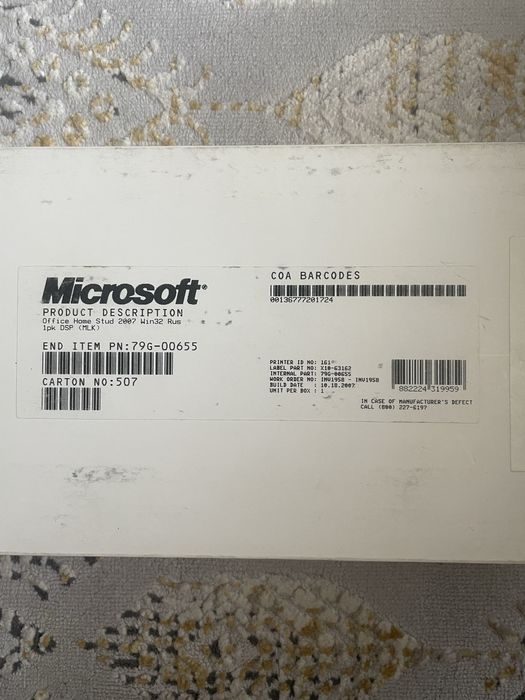 Microsoft®
PRODUCT DESCRIPTION
Office Home Stud 2007 Win32 Rus
1pk DSP (MLK)
END ITEM PN:79G-00655
CARTON NO:507
COA BARCODES
00136777201724
PRINTER ID NO: 161
LABEL PART NO: X10-63162
INTERNAL PART: 79G-00655
WORK ORDER NO: INV1958 - INV1958
BUILD DATE : 10.18.2007
UNIT PER BOX : 1
882224 319959
IN CASE OF MANUFACTURER'S DEFECT
CALL (800) 227-6197